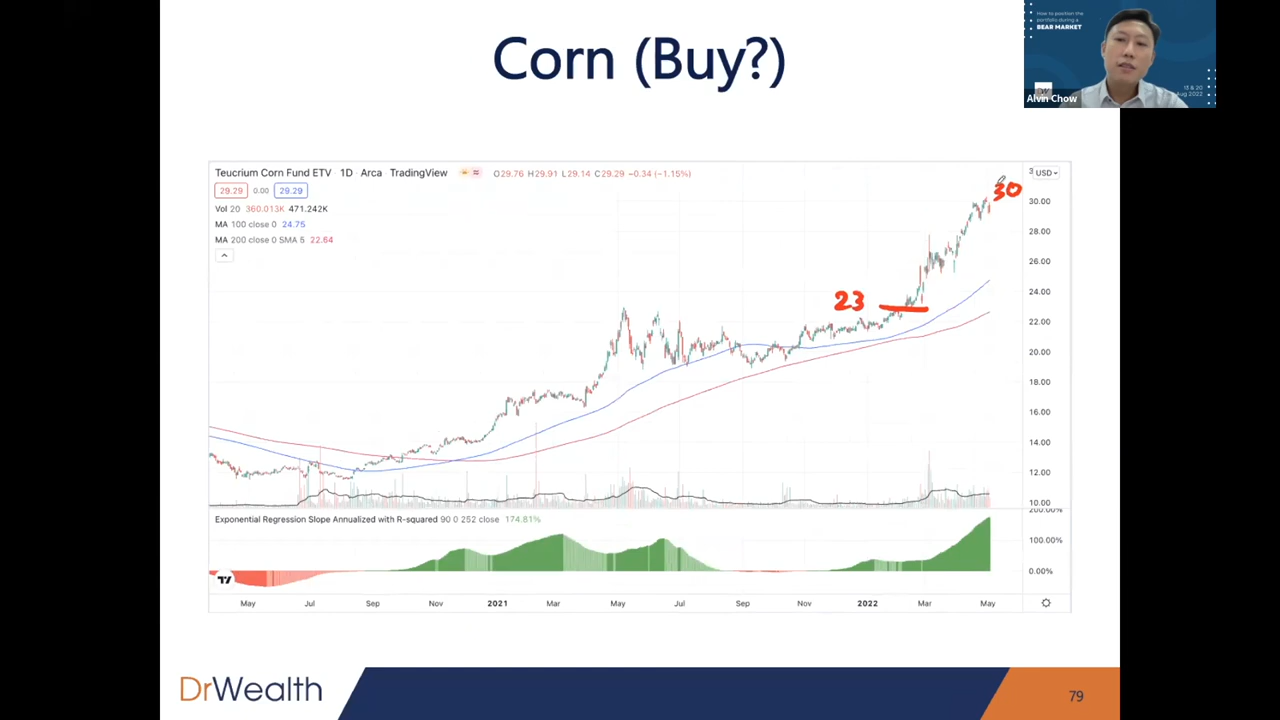 Corn (Buy?)
How to position the
portfolio during a
BEAR MARKET
DW
13 & 20
Aug 2022
Alvin Chow
Teucrium Corn Fund ETV · 1D · Arca TradingView
O29.76 H29.91 L29.14 C29.29 −0.34 (−1.15%)
USD
29.29 0.00 29.29
Vol 20 360.013K 471.242K
MA 100 close 0 24.75
MA 200 close 0 SMA 5 22.64
30
30.00
28.00
26.00
24.00
23
22.00
20.00
18.00
16.00
14.00
12.00
10.00
200.00%
Exponential Regression Slope Annualized with R-squared 90 0 252 close 174.81%
100.00%
0.00%
May Jul Sep Nov 2021 Mar May Jul Sep Nov 2022 Mar May
DrWealth
79